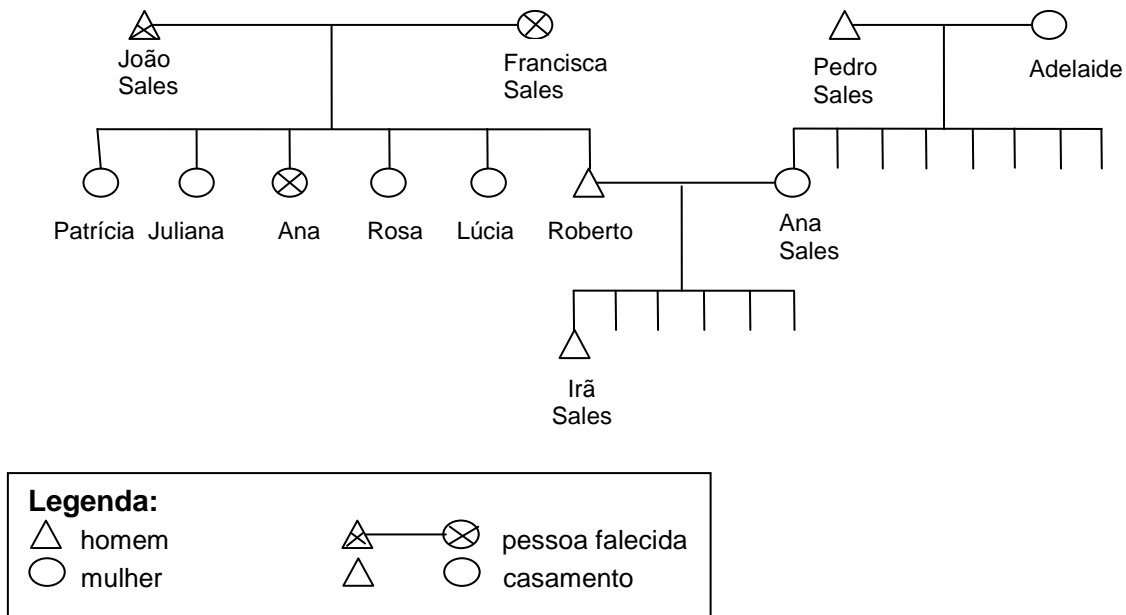 João
Sales
Francisca
Sales
Pedro
Sales
Adelaide
Patrícia
Juliana
Ana
Rosa
Lúcia
Roberto
Ana
Sales
Irã
Sales
Legenda:
homem
pessoa falecida
mulher
casamento